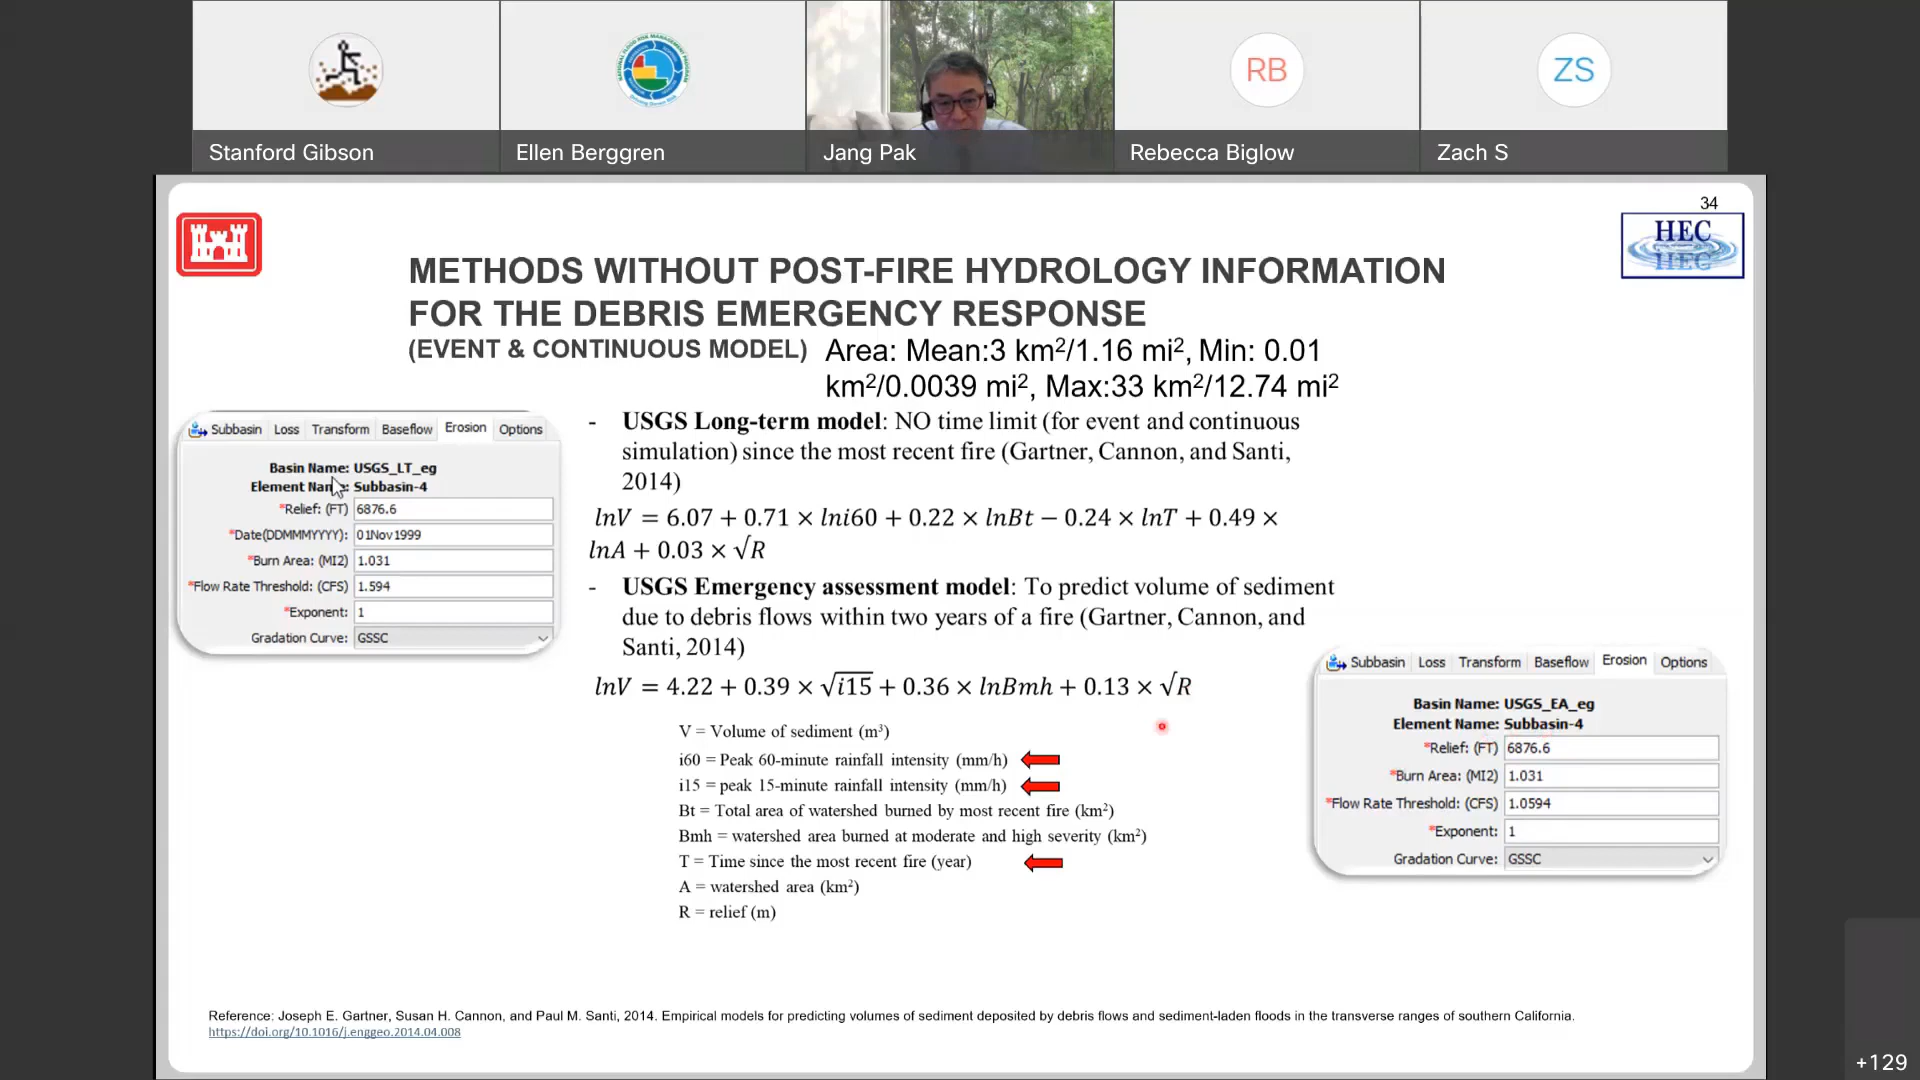 RB
ZS
Stanford Gibson
Ellen Berggren
Jang Pak
Rebecca Biglow
Zach S
34
HEC
METHODS WITHOUT POST-FIRE HYDROLOGY INFORMATION
FOR THE DEBRIS EMERGENCY RESPONSE
(EVENT & CONTINUOUS MODEL)
Area: Mean:3 km²/1.16 mi², Min: 0.01
km²/0.0039 mi², Max:33 km²/12.74 mi²
Subbasin Loss Transform Baseflow Erosion Options
Basin Name: USGS_LT_eg
Element Name: Subbasin-4
*Relief: (FT) 6876.6
*Date(DDMMMYYYY): 01Nov1999
*Burn Area: (MI2) 1.031
*Flow Rate Threshold: (CFS) 1.594
*Exponent: 1
Gradation Curve: GSSC
- USGS Long-term model: NO time limit (for event and continuous
simulation) since the most recent fire (Gartner, Cannon, and Santi,
2014)
lnV = 6.07 + 0.71 × lni60 + 0.22 × lnBt − 0.24 × lnT + 0.49 ×
lnA + 0.03 × √R
- USGS Emergency assessment model: To predict volume of sediment
due to debris flows within two years of a fire (Gartner, Cannon, and
Santi, 2014)
lnV = 4.22 + 0.39 × √i15 + 0.36 × lnBmh + 0.13 × √R
V = Volume of sediment (m³)
i60 = Peak 60-minute rainfall intensity (mm/h)
i15 = peak 15-minute rainfall intensity (mm/h)
Bt = Total area of watershed burned by most recent fire (km²)
Bmh = watershed area burned at moderate and high severity (km²)
T = Time since the most recent fire (year)
A = watershed area (km²)
R = relief (m)
Subbasin Loss Transform Baseflow Erosion Options
Basin Name: USGS_EA_eg
Element Name: Subbasin-4
*Relief: (FT) 6876.6
*Burn Area: (MI2) 1.031
*Flow Rate Threshold: (CFS) 1.0594
*Exponent: 1
Gradation Curve: GSSC
Reference: Joseph E. Gartner, Susan H. Cannon, and Paul M. Santi, 2014. Empirical models for predicting volumes of sediment deposited by debris flows and sediment-laden floods in the transverse ranges of southern California.
https://doi.org/10.1016/j.enggeo.2014.04.008
+129